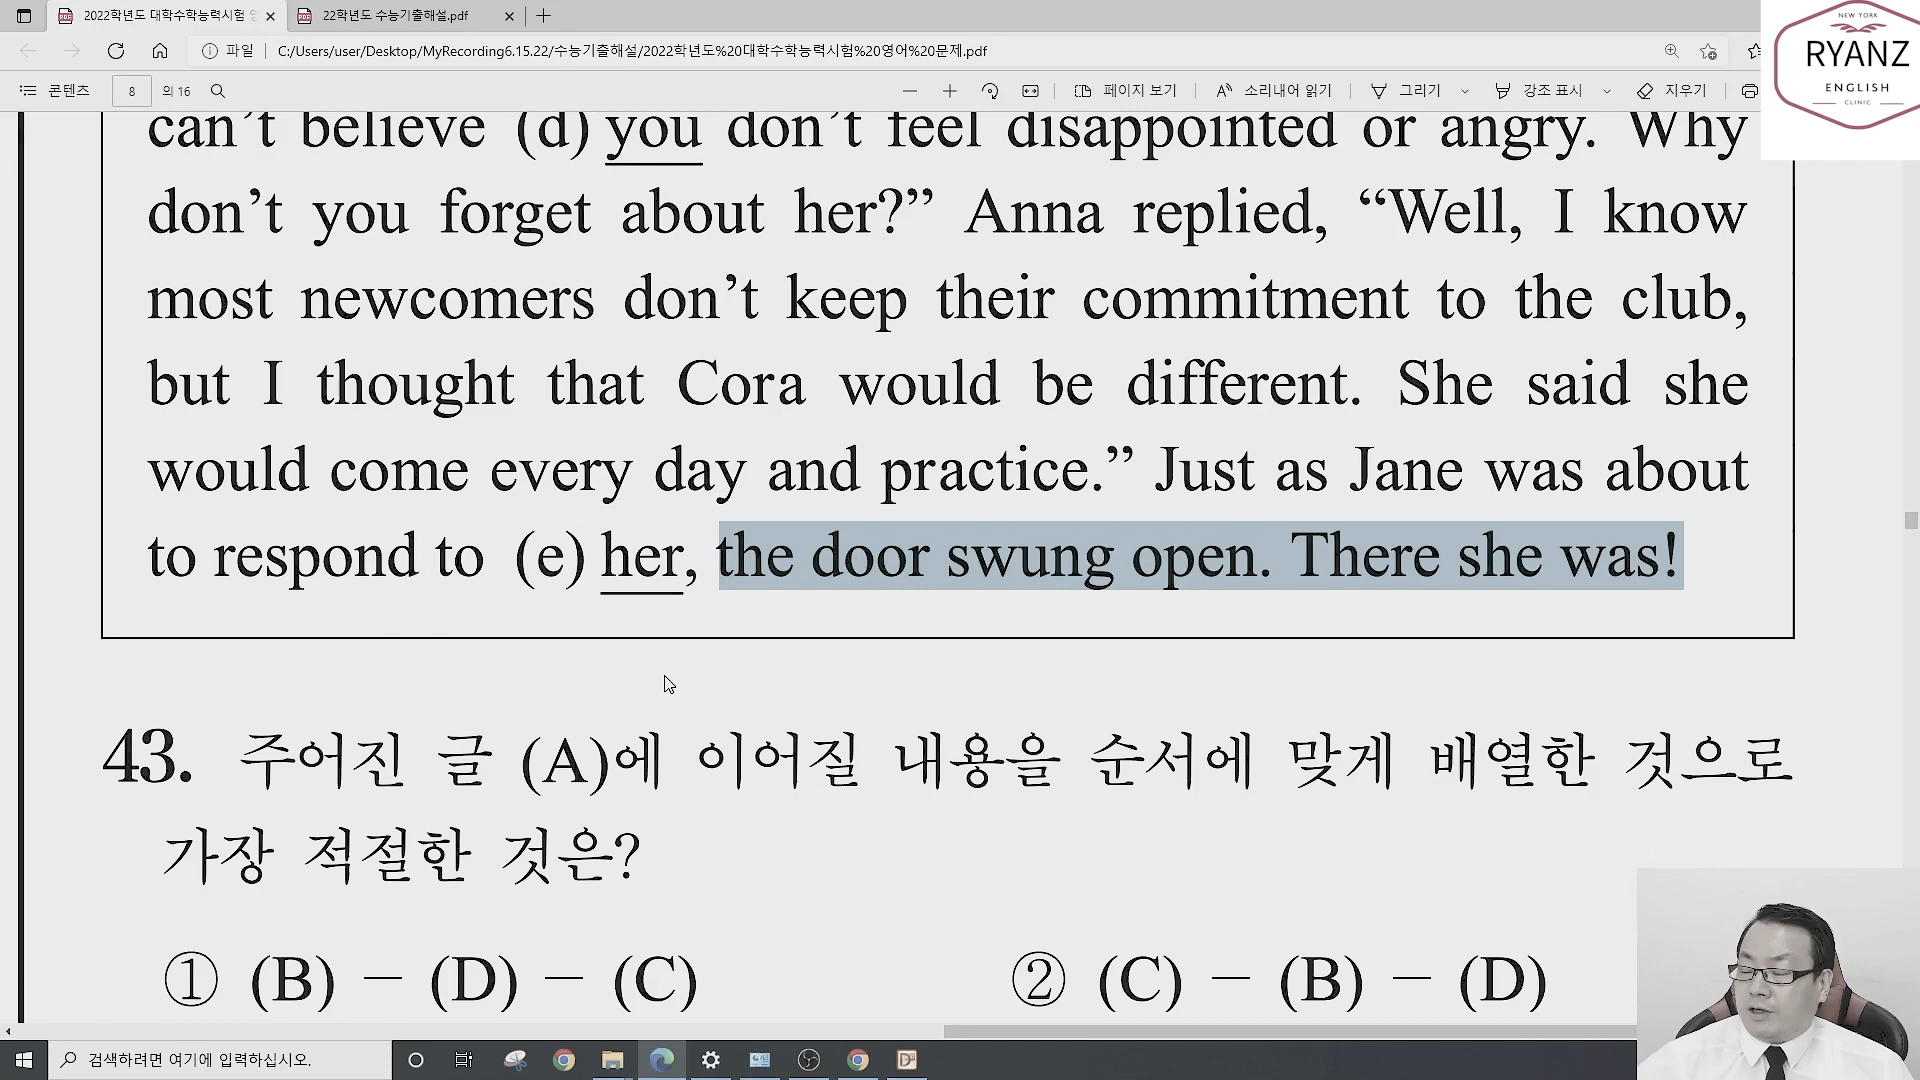 2022학년도 대학수학능력시험 영
22학년도 수능기출해설.pdf
파일
C:/Users/user/Desktop/MyRecording6.15.22/수능기출해설/2022학년도%20대학수학능력시험%20영어%20문제.pdf
콘텐츠
8
의 16
페이지 보기
소리내어 읽기
그리기
강조 표시
지우기
NEW YORK
RYANZ
ENGLISH
CLINIC
can't believe (d) you don't feel disappointed or angry. Why
don't you forget about her?” Anna replied, “Well, I know
most newcomers don't keep their commitment to the club,
but I thought that Cora would be different. She said she
would come every day and practice.” Just as Jane was about
to respond to (e) her, the door swung open. There she was!
43. 주어진 글 (A)에 이어질 내용을 순서에 맞게 배열한 것으로
가장 적절한 것은?
① (B) － (D) － (C)
② (C) － (B) － (D)
검색하려면 여기에 입력하십시오.